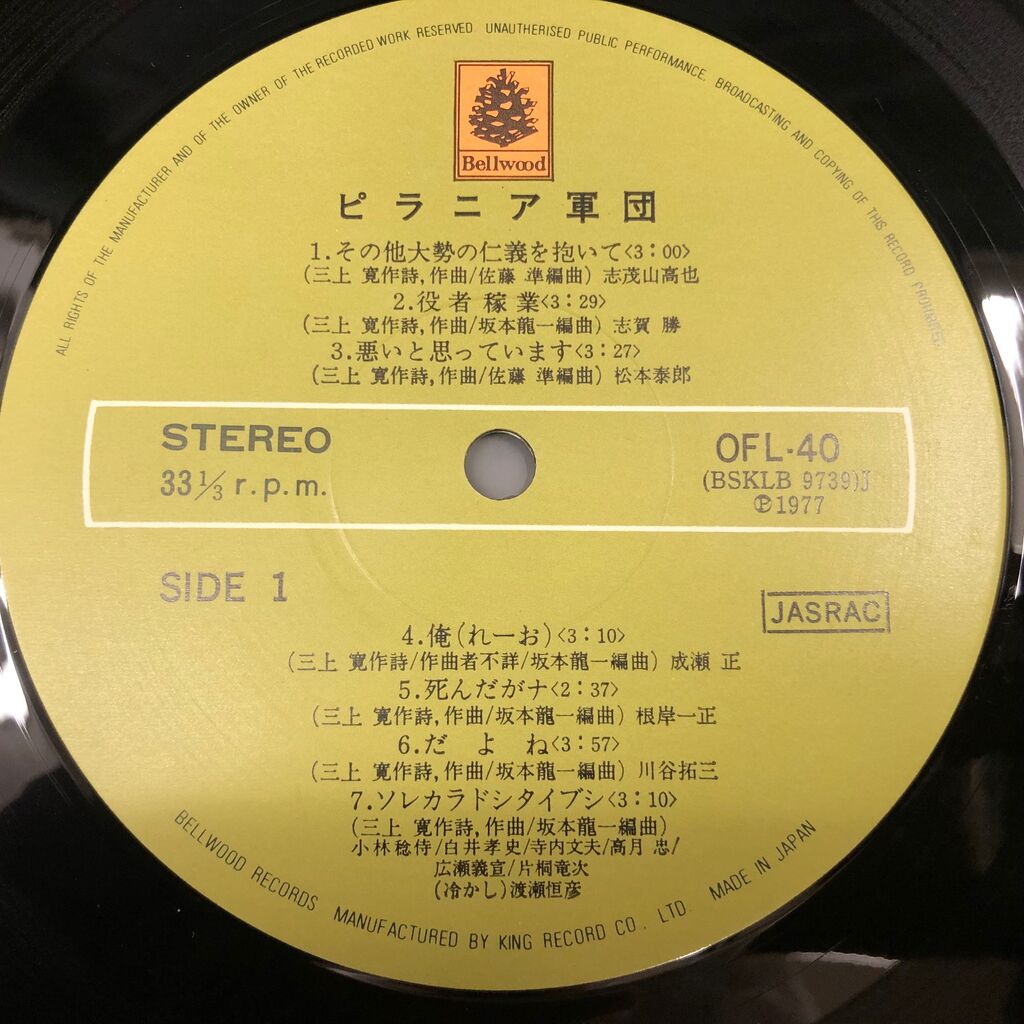 ALL RIGHTS OF THE MANUFACTURER AND OF THE OWNER OF THE RECORDED WORK RESERVED. UNAUTHORISED PUBLIC PERFORMANCE, BROADCASTING AND COPYING OF THIS RECORD PROHIBITED.
Bellwood
ピラニア軍団
1.その他大勢の仁義を抱いて<3:00>
(三上 寛作詩,作曲/佐藤 準編曲) 志茂山高也
2.役者稼業<3:29>
(三上 寛作詩,作曲/坂本龍一編曲) 志賀 勝
3.悪いと思っています<3:27>
(三上 寛作詩,作曲/佐藤 準編曲) 松本泰郎
STEREO
33 1/3 r.p.m.
OFL-40
(BSKLB 9739)J
Ⓟ1977
SIDE 1
JASRAC
4.俺(れーお)<3:10>
(三上 寛作詩/作曲者不詳/坂本龍一編曲) 成瀬 正
5.死んだがナ<2:37>
(三上 寛作詩,作曲/坂本龍一編曲) 根岸一正
6.だ よ ね<3:57>
(三上 寛作詩,作曲/坂本龍一編曲) 川谷拓三
7.ソレカラドシタイブシ<3:10>
(三上 寛作詩,作曲/坂本龍一編曲)
小林稔侍/白井孝史/寺内文夫/高月 忠/
広瀬義宣/片桐竜次
(冷かし)渡瀬恒彦
BELLWOOD RECORDS MANUFACTURED BY KING RECORD CO., LTD. MADE IN JAPAN